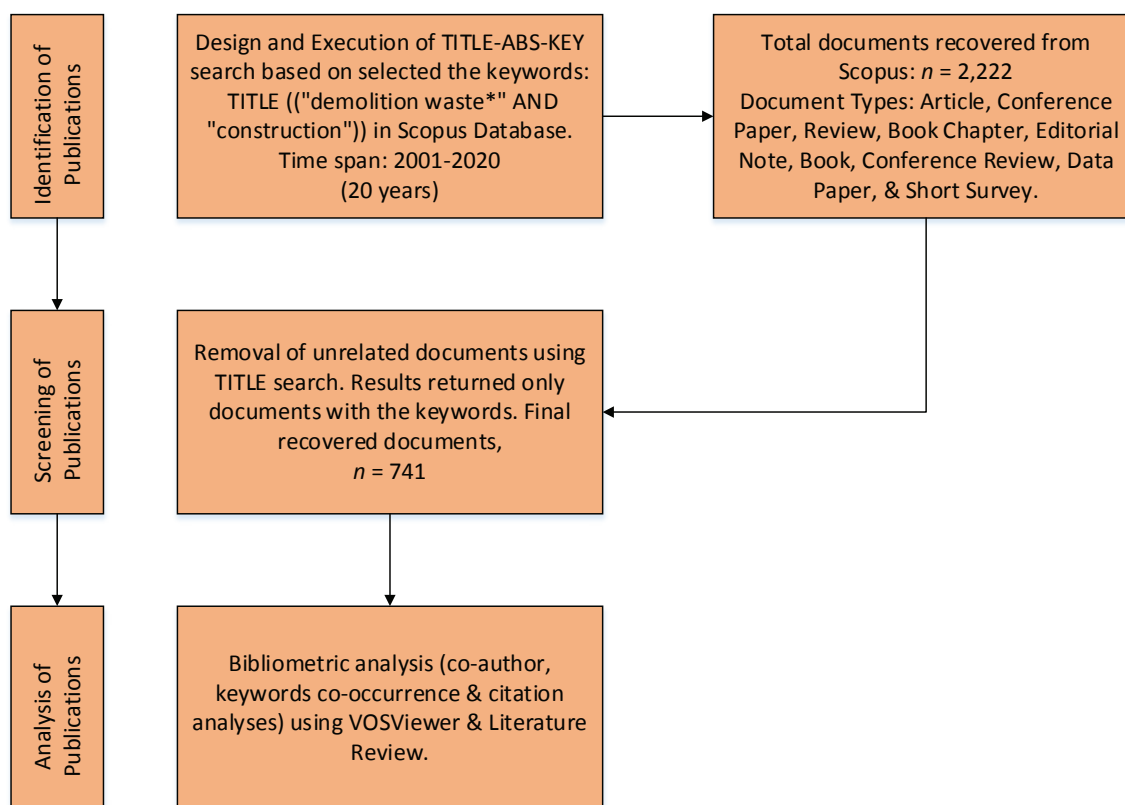 Identification of
Publications
Design and Execution of TITLE-ABS-KEY
search based on selected the keywords:
TITLE (("demolition waste*" AND
"construction")) in Scopus Database.
Time span: 2001-2020
(20 years)
Total documents recovered from
Scopus: n = 2,222
Document Types: Article, Conference
Paper, Review, Book Chapter, Editorial
Note, Book, Conference Review, Data
Paper, & Short Survey.
Screening of
Publications
Removal of unrelated documents using
TITLE search. Results returned only
documents with the keywords. Final
recovered documents,
n = 741
Analysis of
Publications
Bibliometric analysis (co-author,
keywords co-occurrence & citation
analyses) using VOSViewer & Literature
Review.